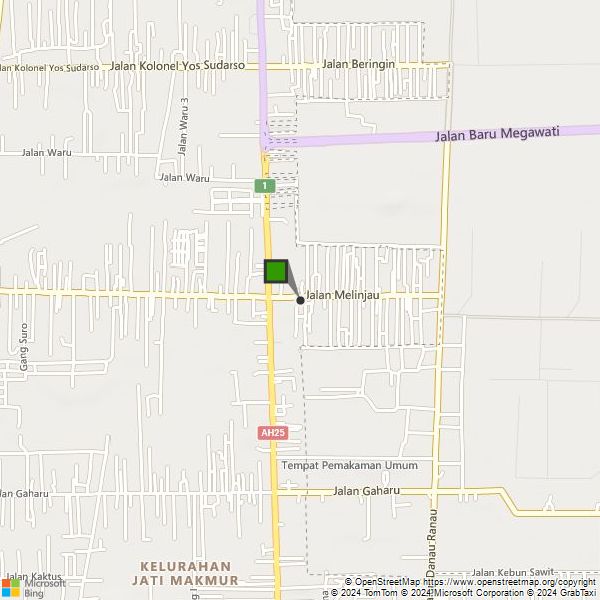 Jalan Kolonel Yos Sudarso
Jalan Kolonel Yos Sudarso
Jalan Beringin
Jalan Waru 3
Jalan Baru Megawati
Jalan Waru
Jalan Waru
1
Jalan Melinjau
Gang Suro
AH25
Tempat Pemakaman Umum
Jalan Gaharu
Jalan Gaharu
Danau Ranau
KELURAHAN
JATI MAKMUR
Jalan Kaktus
Jalan Kebun Sawit
Microsoft
Bing
© OpenStreetMap https://www.openstreetmap.org/copyright
© 2024 TomTom © 2024 Microsoft Corporation © 2024 GrabTaxi